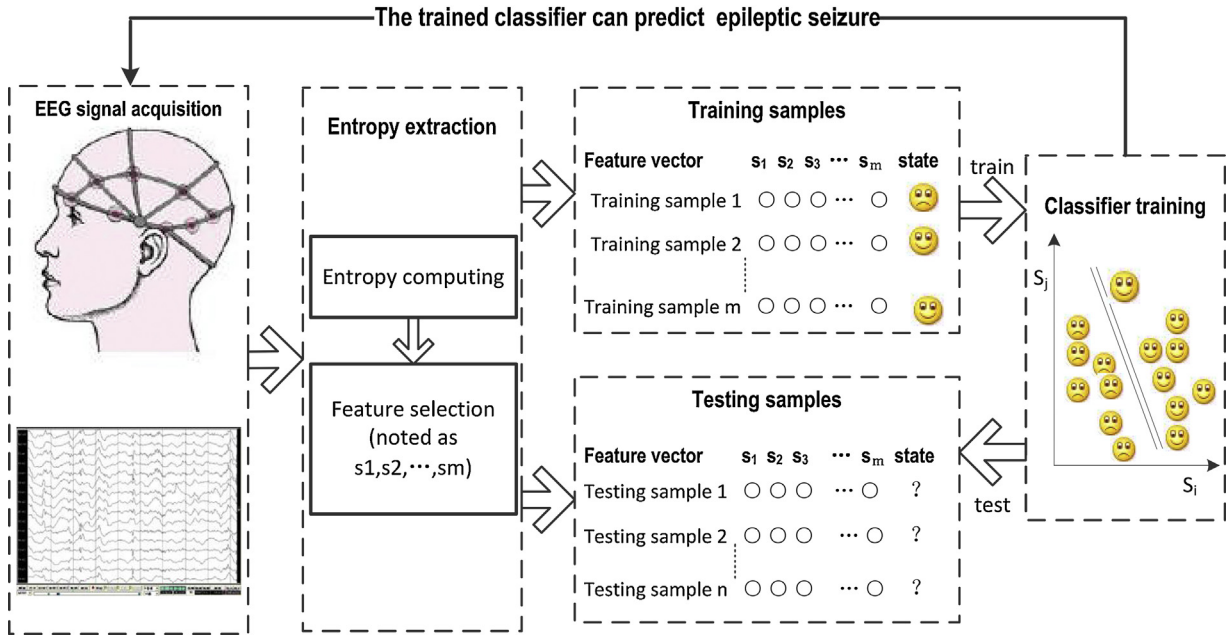 The trained classifier can predict epileptic seizure
EEG signal acquisition
Entropy extraction
Entropy computing
Feature selection
(noted as
s1,s2,···,sm)
Training samples
Feature vector s₁ s₂ s₃ ··· sₘ state
Training sample 1 ···
Training sample 2 ···
Training sample m ···
train
Testing samples
Feature vector s₁ s₂ s₃ ··· sₘ state
Testing sample 1 ··· ?
Testing sample 2 ··· ?
Testing sample n ··· ?
test
Classifier training
Sⱼ
Sᵢ